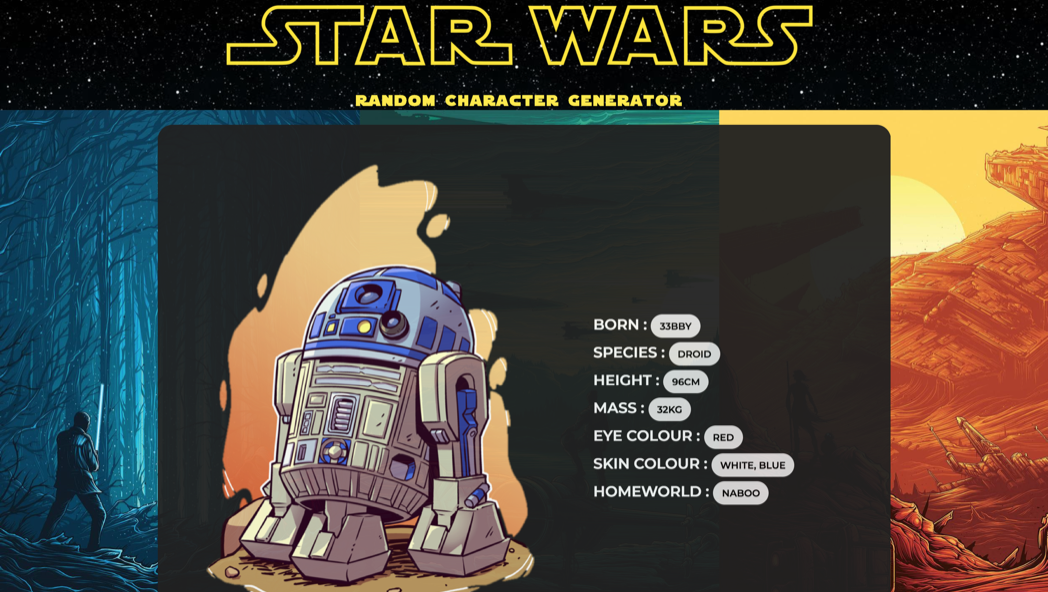 STAR WARS
RANDOM CHARACTER GENERATOR
BORN : 33BBY
SPECIES : DROID
HEIGHT : 96CM
MASS : 32KG
EYE COLOUR : RED
SKIN COLOUR : WHITE, BLUE
HOMEWORLD : NABOO